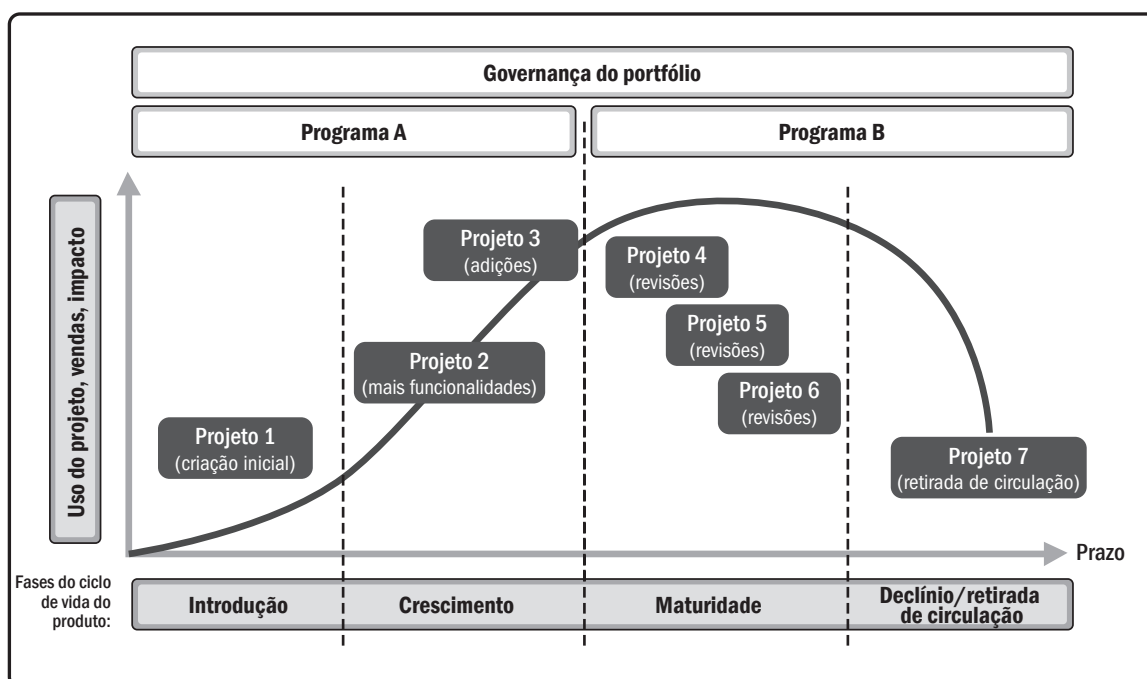 Governança do portfólio
Programa A
Programa B
Uso do projeto, vendas, impacto
Projeto 3
(adições)
Projeto 4
(revisões)
Projeto 5
(revisões)
Projeto 2
(mais funcionalidades)
Projeto 6
(revisões)
Projeto 1
(criação inicial)
Projeto 7
(retirada de circulação)
Prazo
Fases do ciclo
de vida do
produto:
Introdução
Crescimento
Maturidade
Declínio/retirada
de circulação